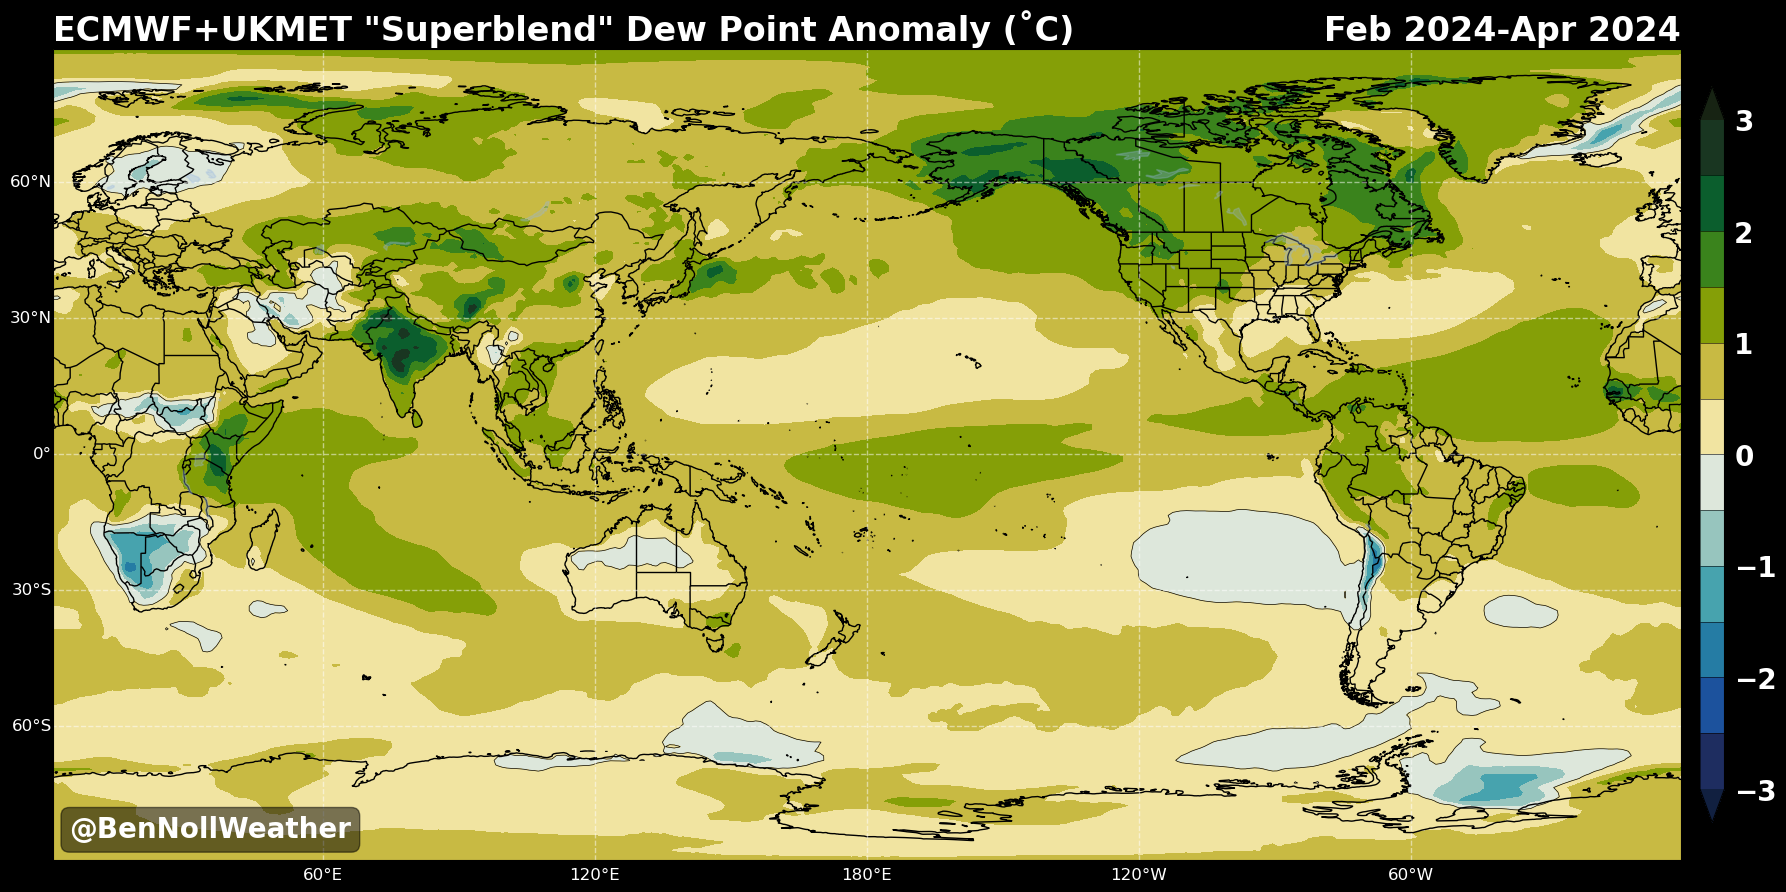 ECMWF+UKMET "Superblend" Dew Point Anomaly (˚C)
Feb 2024-Apr 2024
3
2
1
0
−1
−2
−3
60°N
30°N
0°
30°S
60°S
@BenNollWeather
60°E
120°E
180°E
120°W
60°W